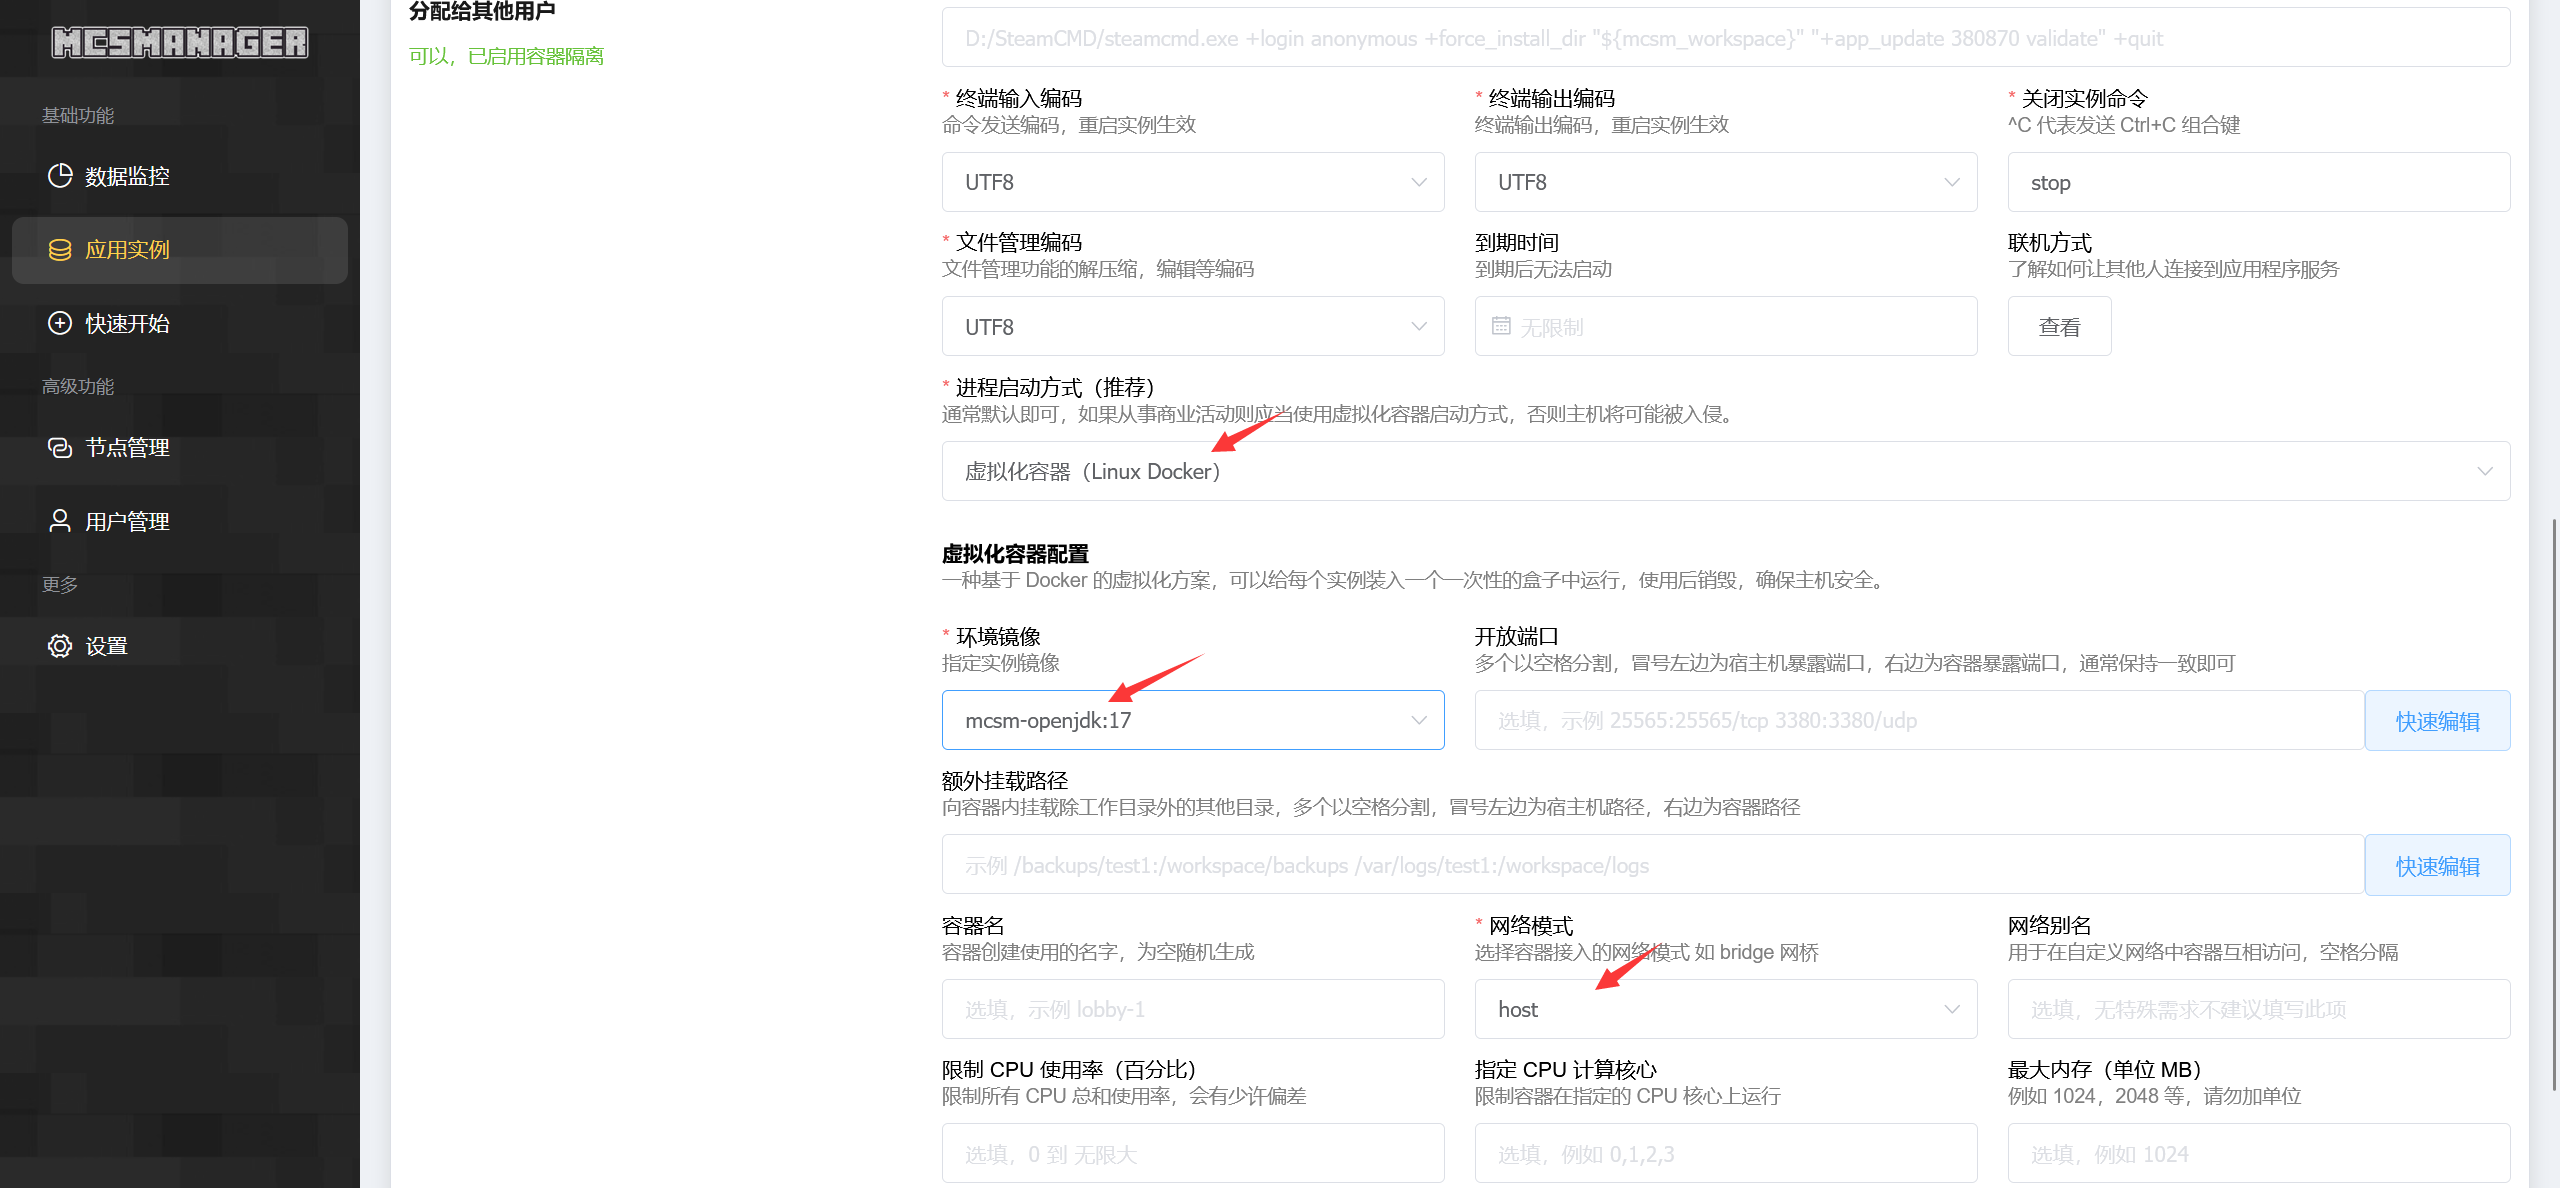 MCSMANAGER
基础功能
数据监控
应用实例
快速开始
高级功能
节点管理
用户管理
更多
设置
分配给其他用户
可以，已启用容器隔离
D:/SteamCMD/steamcmd.exe +login anonymous +force_install_dir "${mcsm_workspace}" "+app_update 380870 validate" +quit
* 终端输入编码
命令发送编码，重启实例生效
UTF8
* 终端输出编码
终端输出编码，重启实例生效
UTF8
* 关闭实例命令
^C 代表发送 Ctrl+C 组合键
stop
* 文件管理编码
文件管理功能的解压缩，编辑等编码
UTF8
到期时间
到期后无法启动
无限制
联机方式
了解如何让其他人连接到应用程序服务
查看
* 进程启动方式（推荐）
通常默认即可，如果从事商业活动则应当使用虚拟化容器启动方式，否则主机将可能被入侵。
虚拟化容器（Linux Docker）
虚拟化容器配置
一种基于 Docker 的虚拟化方案，可以给每个实例装入一个一次性的盒子中运行，使用后销毁，确保主机安全。
* 环境镜像
指定实例镜像
mcsm-openjdk:17
开放端口
多个以空格分割，冒号左边为宿主机暴露端口，右边为容器暴露端口，通常保持一致即可
选填，示例 25565:25565/tcp 3380:3380/udp
快速编辑
额外挂载路径
向容器内挂载除工作目录外的其他目录，多个以空格分割，冒号左边为宿主机路径，右边为容器路径
示例 /backups/test1:/workspace/backups /var/logs/test1:/workspace/logs
快速编辑
容器名
容器创建使用的名字，为空随机生成
选填，示例 lobby-1
* 网络模式
选择容器接入的网络模式 如 bridge 网桥
host
网络别名
用于在自定义网络中容器互相访问，空格分隔
选填，无特殊需求不建议填写此项
限制 CPU 使用率（百分比）
限制所有 CPU 总和使用率，会有少许偏差
选填，0 到 无限大
指定 CPU 计算核心
限制容器在指定的 CPU 核心上运行
选填，例如 0,1,2,3
最大内存（单位 MB）
例如 1024，2048 等，请勿加单位
选填，例如 1024